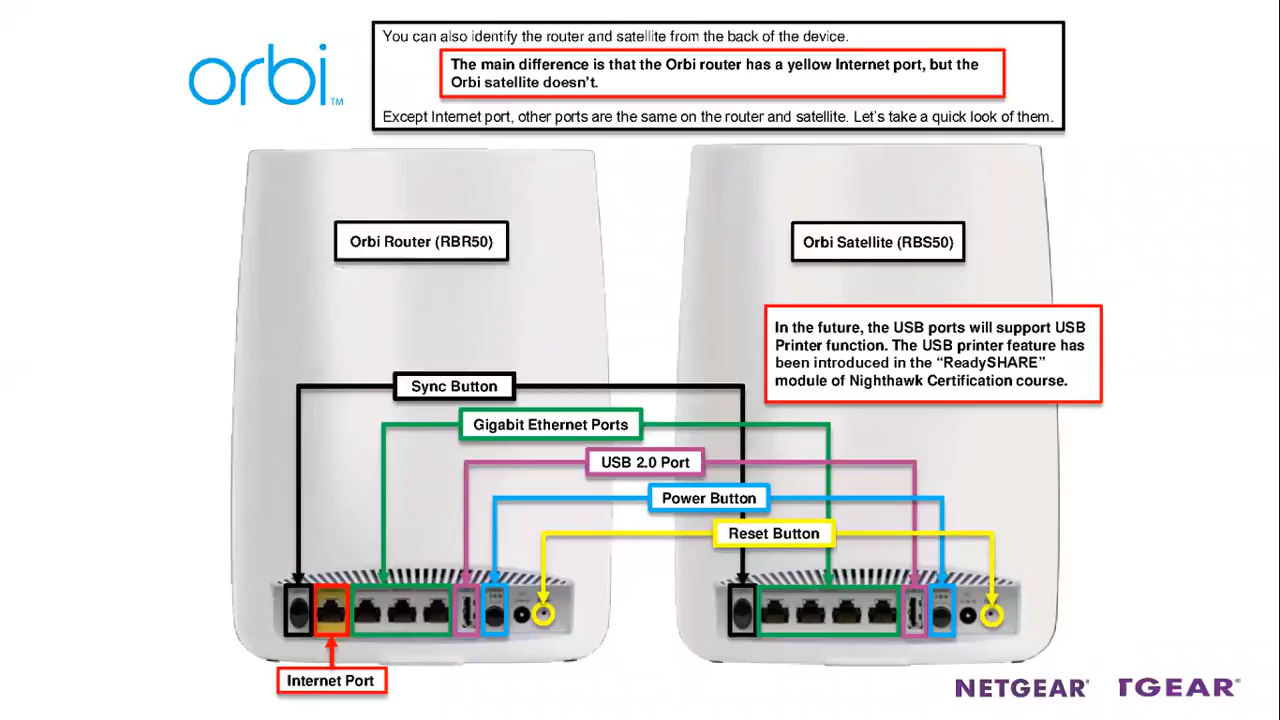 orbi™
You can also identify the router and satellite from the back of the device.
The main difference is that the Orbi router has a yellow Internet port, but the
Orbi satellite doesn't.
Except Internet port, other ports are the same on the router and satellite. Let's take a quick look of them.
Orbi Router (RBR50)
Orbi Satellite (RBS50)
In the future, the USB ports will support USB
Printer function. The USB printer feature has
been introduced in the “ReadySHARE”
module of Nighthawk Certification course.
Sync Button
Gigabit Ethernet Ports
USB 2.0 Port
Power Button
Reset Button
Internet Port
NETGEAR®
TGEAR®